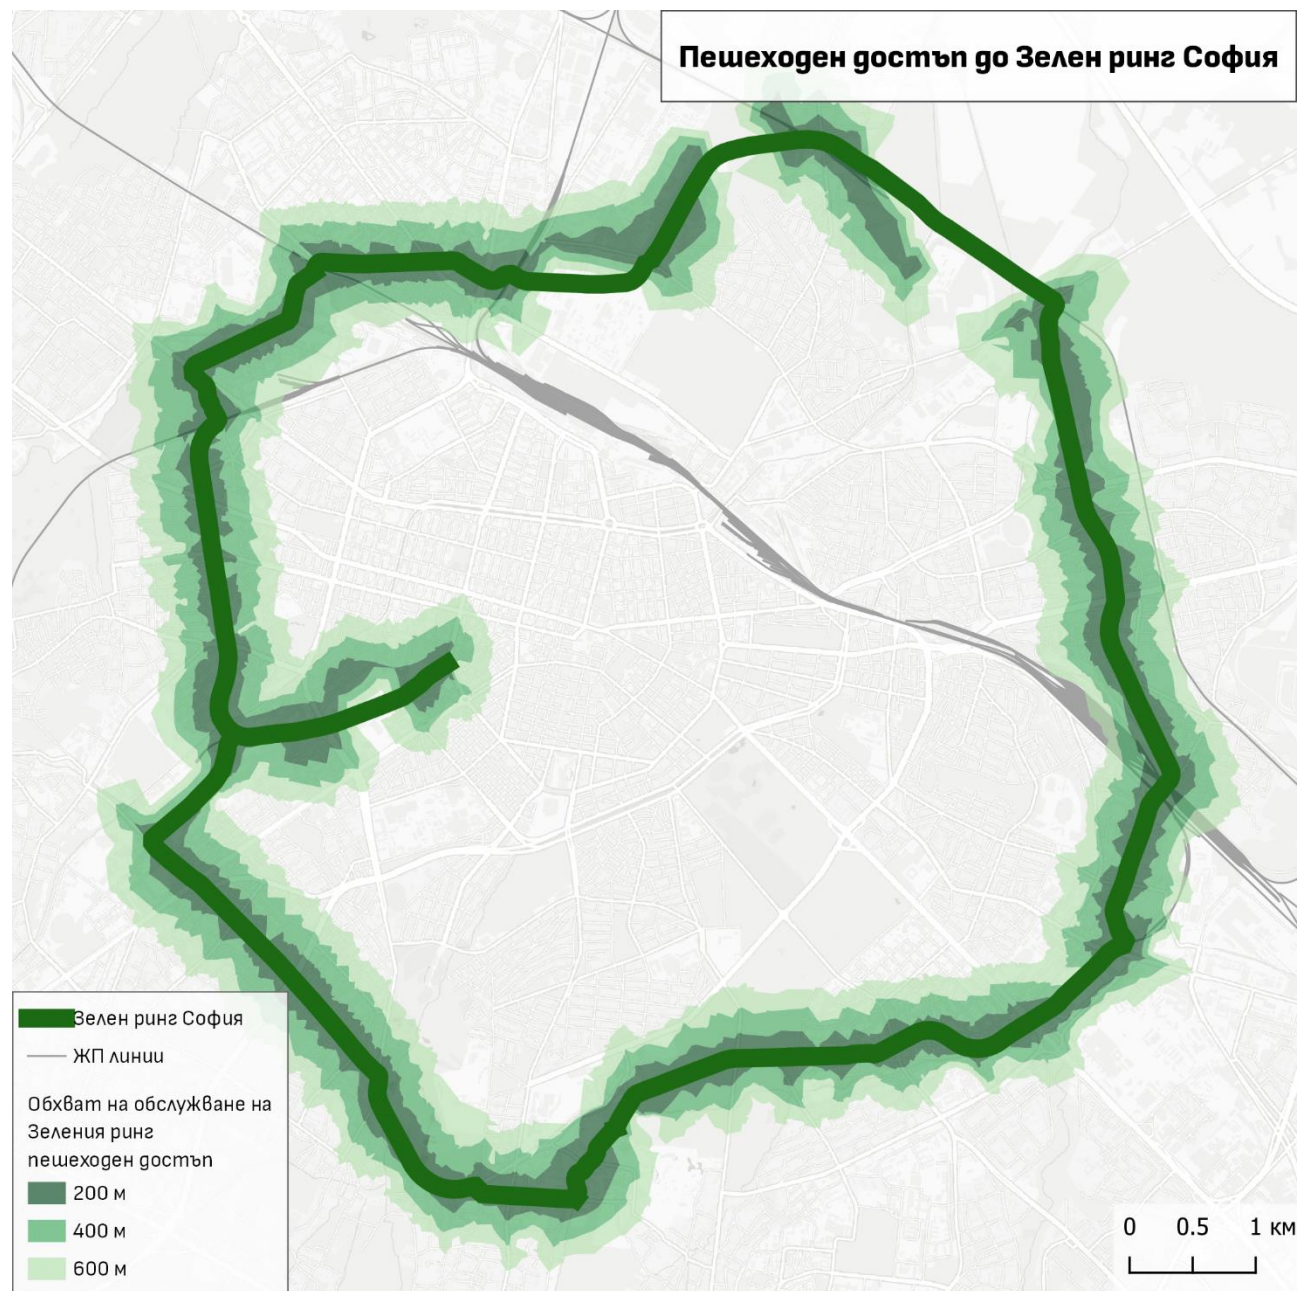 Пешеходен достъп до Зелен ринг София
Зелен ринг София
ЖП линии
Обхват на обслужване на
Зеления ринг
пешеходен достъп
200 м
400 м
600 м
0 0.5 1 км